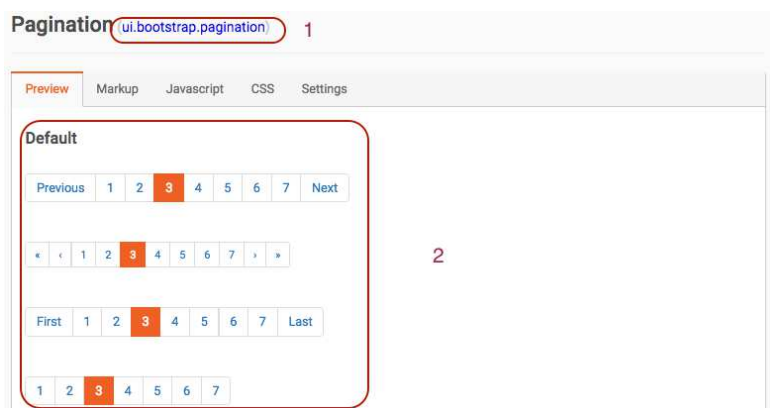 Pagination (ui.bootstrap.pagination) 1
Preview Markup Javascript CSS Settings
Default
Previous 1 2 3 4 5 6 7 Next
2
« ‹ 1 2 3 4 5 6 7 › »
First 1 2 3 4 5 6 7 Last
1 2 3 4 5 6 7